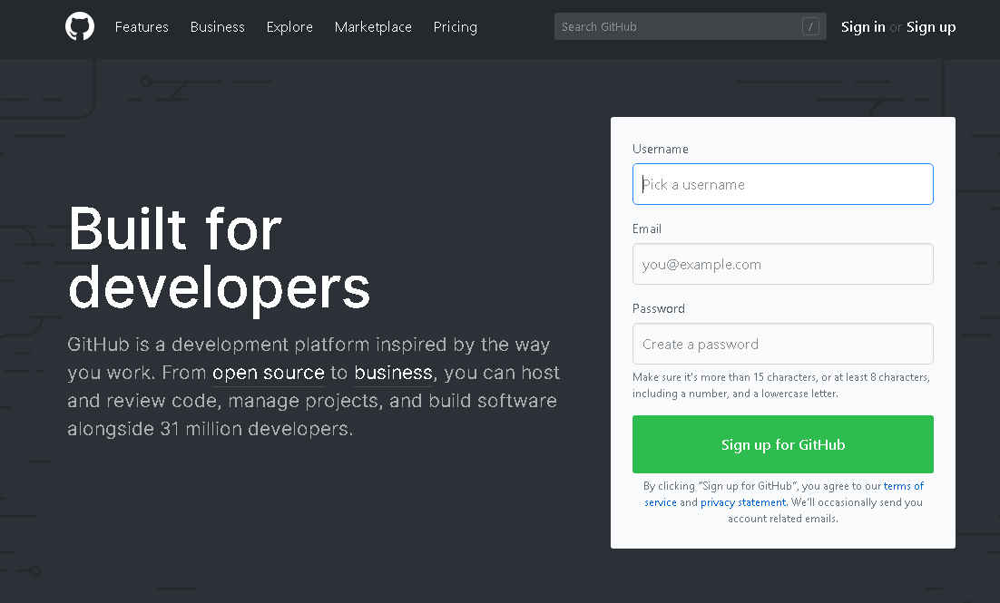 Features Business Explore Marketplace Pricing Search GitHub / Sign in or Sign up
Built for
developers
GitHub is a development platform inspired by the way
you work. From open source to business, you can host
and review code, manage projects, and build software
alongside 31 million developers.
Username
Pick a username
Email
you@example.com
Password
Create a password
Make sure it's more than 15 characters, or at least 8 characters,
including a number, and a lowercase letter.
Sign up for GitHub
By clicking “Sign up for GitHub“, you agree to our terms of
service and privacy statement. We’ll occasionally send you
account related emails.